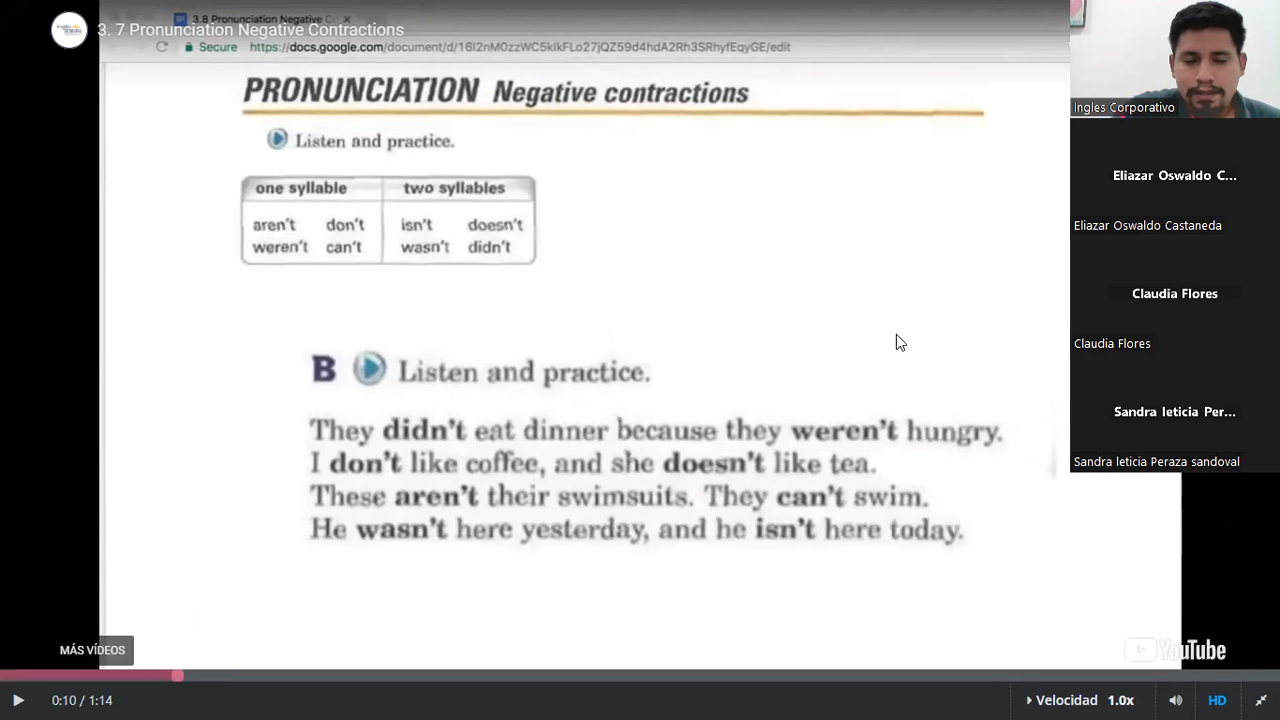 3.8 Pronunciation Negative C
3. 7 Pronunciation Negative Contractions
Secure https://docs.google.com/document/d/16I2nM0zzWC5kIkFLo27jQZ59d4hdA2Rh3SRhyfEqyGE/edit
PRONUNCIATION Negative contractions
Listen and practice.
one syllable two syllables
aren't don't isn't doesn't
weren't can't wasn't didn't
B Listen and practice.
They didn't eat dinner because they weren't hungry.
I don't like coffee, and she doesn't like tea.
These aren't their swimsuits. They can't swim.
He wasn't here yesterday, and he isn't here today.
Ingles Corporativo
Eliazar Oswaldo C...
Eliazar Oswaldo Castaneda
Claudia Flores
Claudia Flores
Sandra leticia Per...
Sandra leticia Peraza sandoval
MÁS VÍDEOS
YouTube
0:10 / 1:14
Velocidad 1.0x
HD